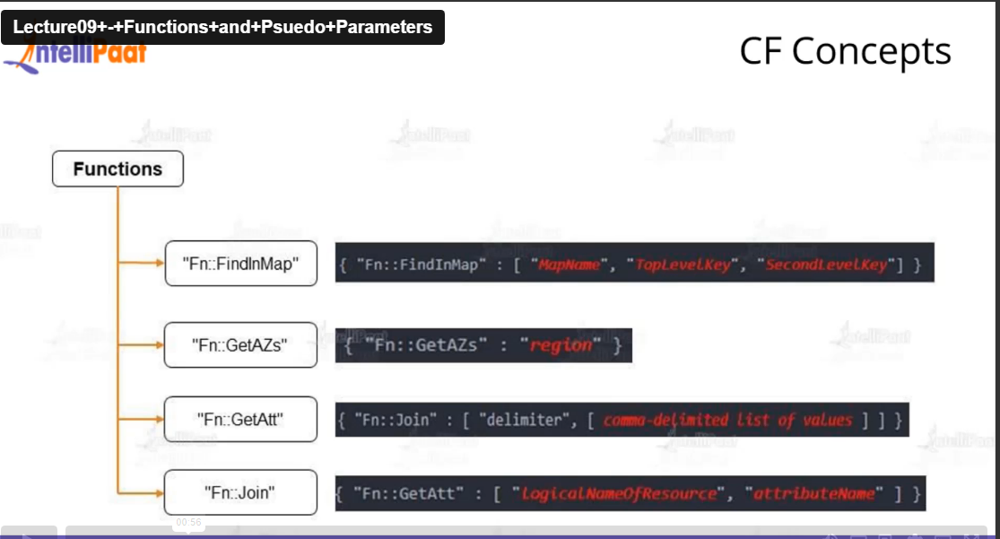 Lecture09+-+Functions+and+Psuedo+Parameters
IntelliPaat
CF Concepts
Functions
"Fn::FindInMap"
{ "Fn::FindInMap" : [ "MapName", "TopLevelKey", "SecondLevelKey"] }
"Fn::GetAZs"
{ "Fn::GetAZs" : "region" }
"Fn::GetAtt"
{ "Fn::Join" : [ "delimiter", [ comma-delimited list of values ] ] }
"Fn::Join"
{ "Fn::GetAtt" : [ "LogicalNameOfResource", "attributeName" ] }
00:56